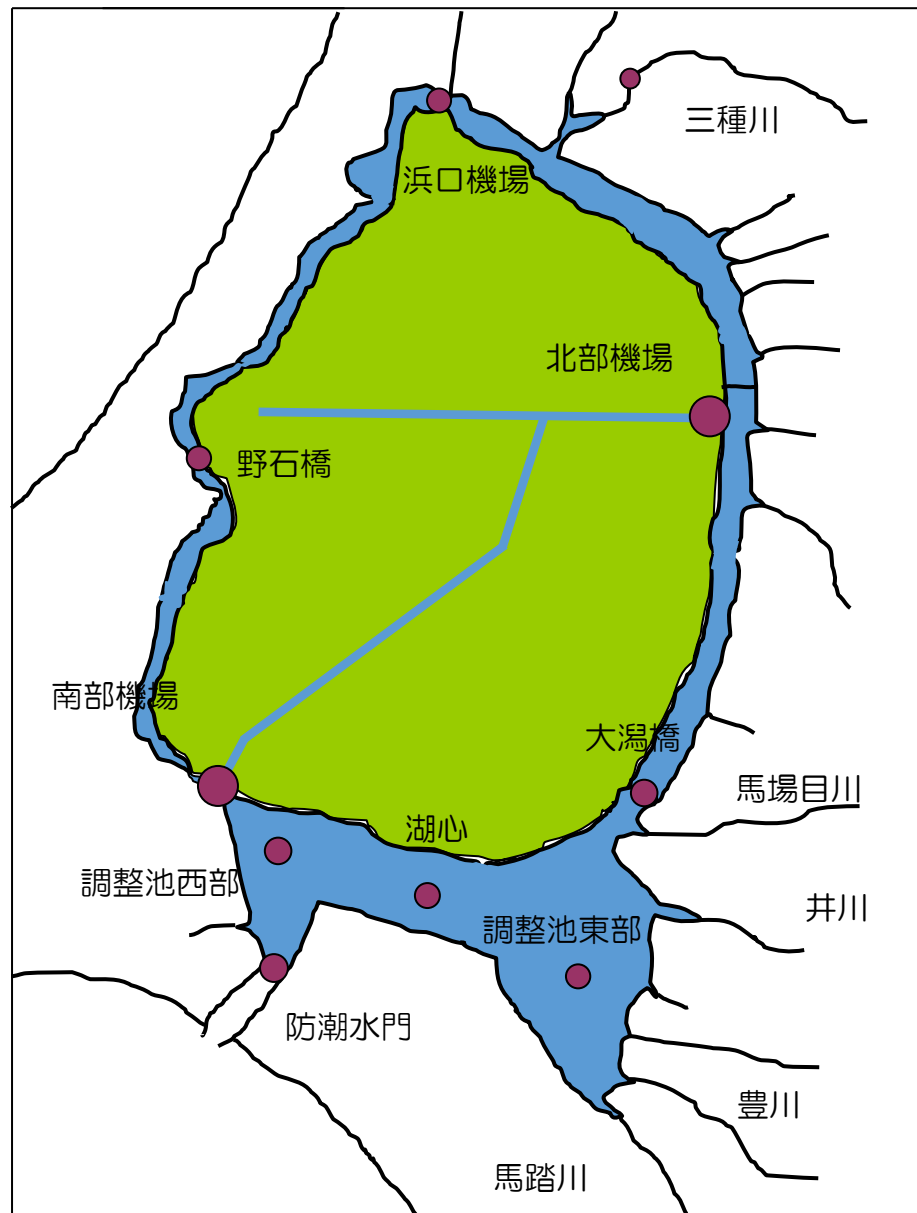 三種川
浜口機場
北部機場
野石橋
南部機場
大潟橋
馬場目川
湖心
調整池西部
井川
調整池東部
防潮水門
豊川
馬踏川